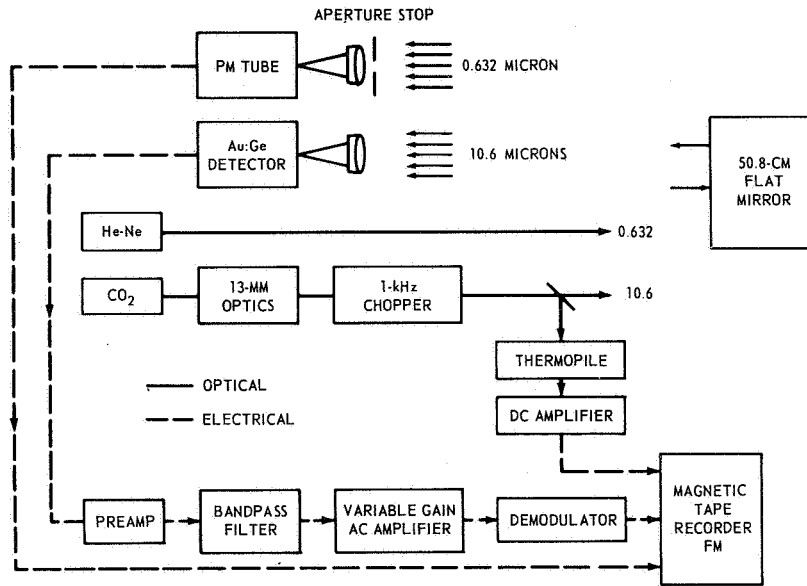 APERTURE STOP
PM TUBE
0.632 MICRON
Au:Ge
DETECTOR
10.6 MICRONS
50.8-CM
FLAT
MIRROR
He-Ne
0.632
CO2
13-MM
OPTICS
1-kHz
CHOPPER
10.6
THERMOPILE
OPTICAL
DC AMPLIFIER
ELECTRICAL
PREAMP
BANDPASS
FILTER
VARIABLE GAIN
AC AMPLIFIER
DEMODULATOR
MAGNETIC
TAPE
RECORDER
FM